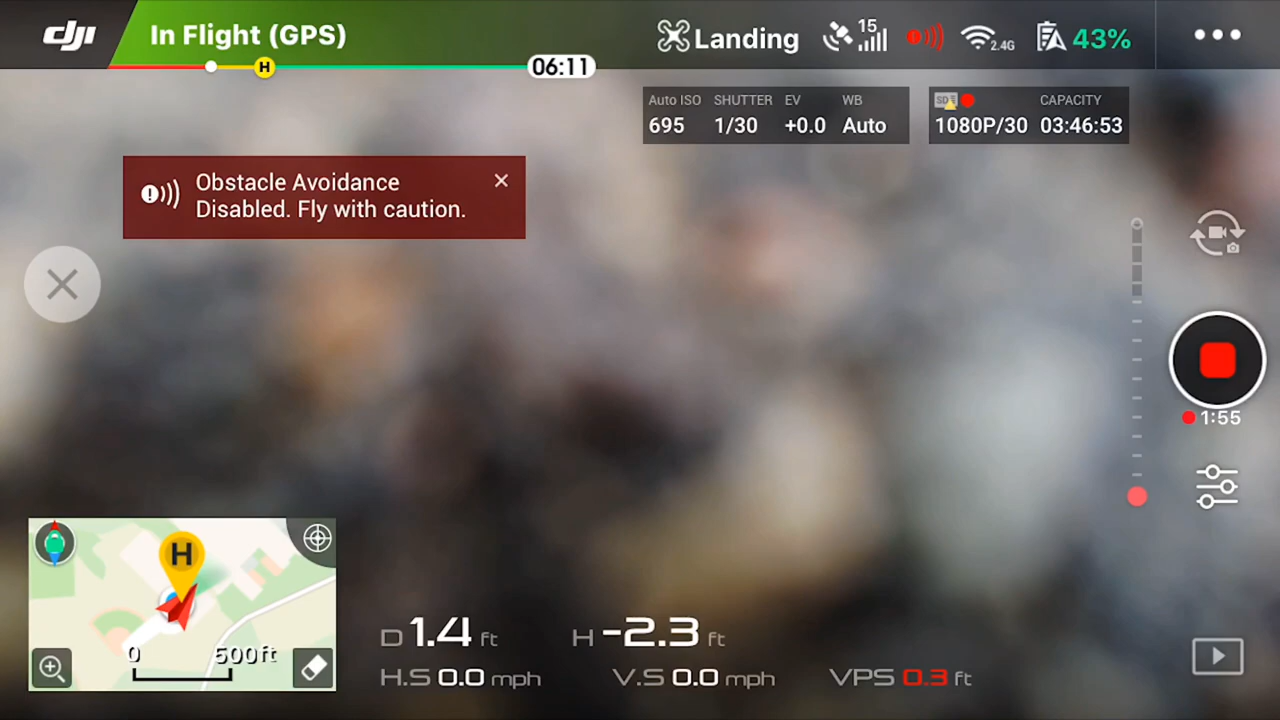 dji
In Flight (GPS)
Landing
15
2.4G
43%
H
06:11
Auto ISO SHUTTER EV WB
695 1/30 +0.0 Auto
SD CAPACITY
1080P/30 03:46:53
Obstacle Avoidance
Disabled. Fly with caution.
1:55
H
0 500ft
D 1.4 ft H -2.3 ft
H.S 0.0 mph V.S 0.0 mph VPS 0.3 ft